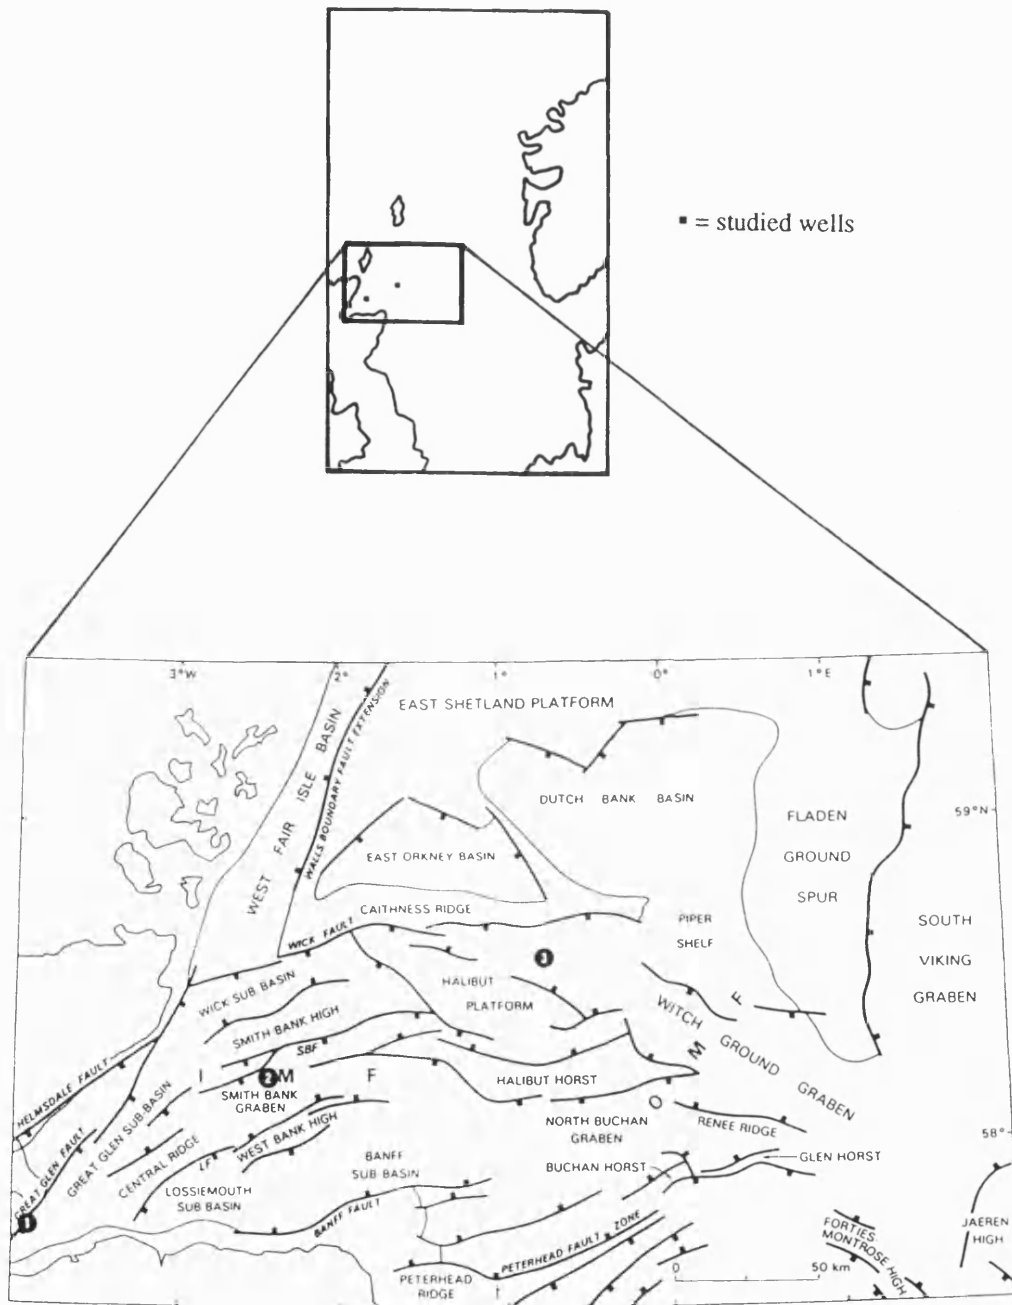 ▪ = studied wells
3°W
2°
1°
0°
1°E
EAST SHETLAND PLATFORM
WEST FAIR ISLE BASIN
WALLS BOUNDARY FAULT EXTENSION
DUTCH BANK BASIN
59°N
FLADEN
GROUND
SPUR
EAST ORKNEY BASIN
CAITHNESS RIDGE
PIPER
SHELF
SOUTH
VIKING
GRABEN
WICK FAULT
3
WICK SUB BASIN
HALIBUT
PLATFORM
F
WITCH GROUND GRABEN
SMITH BANK HIGH
SBF
M
I
2
M
F
HALIBUT HORST
SMITH BANK
GRABEN
HELMSDALE FAULT
GREAT GLEN SUB-BASIN
O
NORTH BUCHAN
GRABEN
RENEE RIDGE
58°
WEST BANK HIGH
GREAT GLEN FAULT
CENTRAL RIDGE
LF
BANFF
SUB BASIN
BUCHAN HORST
GLEN HORST
LOSSIEMOUTH
SUB BASIN
1
BANFF FAULT
PETERHEAD FAULT ZONE
FORTIES
MONTROSE HIGH
JAEREN
HIGH
PETERHEAD
RIDGE
0
50 km